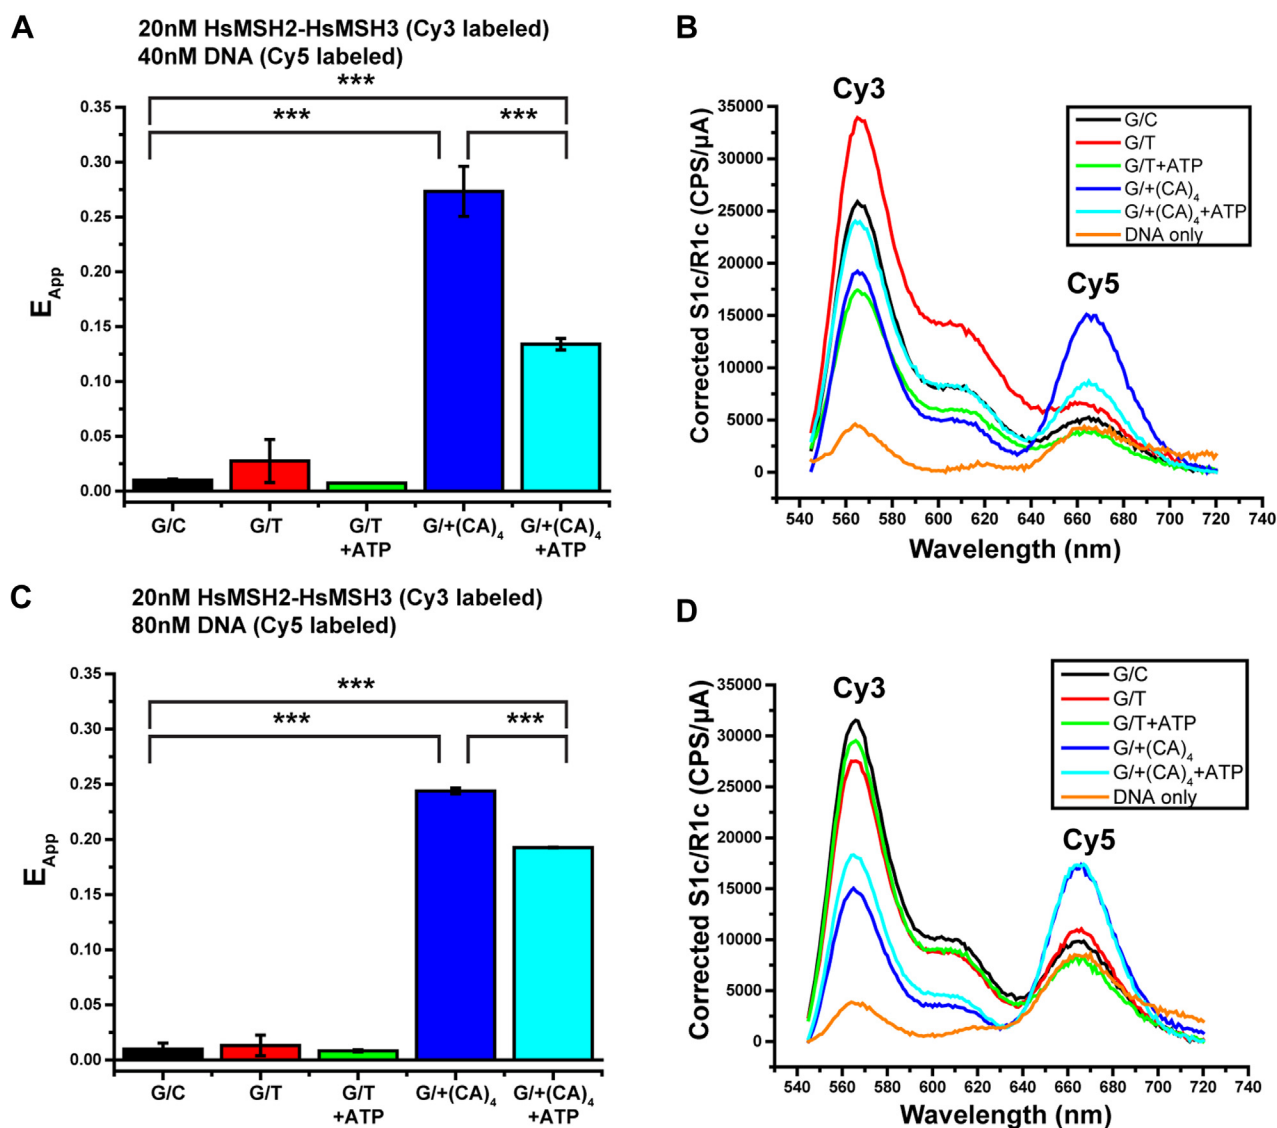 A
20nM HsMSH2-HsMSH3 (Cy3 labeled)
40nM DNA (Cy5 labeled)
***
*** ***
0.35
0.30
0.25
0.20
0.15
0.10
0.05
0.00
E_App
G/C G/T G/T G/+(CA)₄ G/+(CA)₄
+ATP +ATP
B
Cy3
Cy5
G/C
G/T
G/T+ATP
G/+(CA)₄
G/+(CA)₄+ATP
DNA only
35000
30000
25000
20000
15000
10000
5000
0
Corrected S1c/R1c (CPS/µA)
540 560 580 600 620 640 660 680 700 720 740
Wavelength (nm)
C
20nM HsMSH2-HsMSH3 (Cy3 labeled)
80nM DNA (Cy5 labeled)
***
*** ***
0.35
0.30
0.25
0.20
0.15
0.10
0.05
0.00
E_App
G/C G/T G/T G/+(CA)₄ G/+(CA)₄
+ATP +ATP
D
Cy3
Cy5
G/C
G/T
G/T+ATP
G/+(CA)₄
G/+(CA)₄+ATP
DNA only
35000
30000
25000
20000
15000
10000
5000
0
Corrected S1c/R1c (CPS/µA)
540 560 580 600 620 640 660 680 700 720 740
Wavelength (nm)